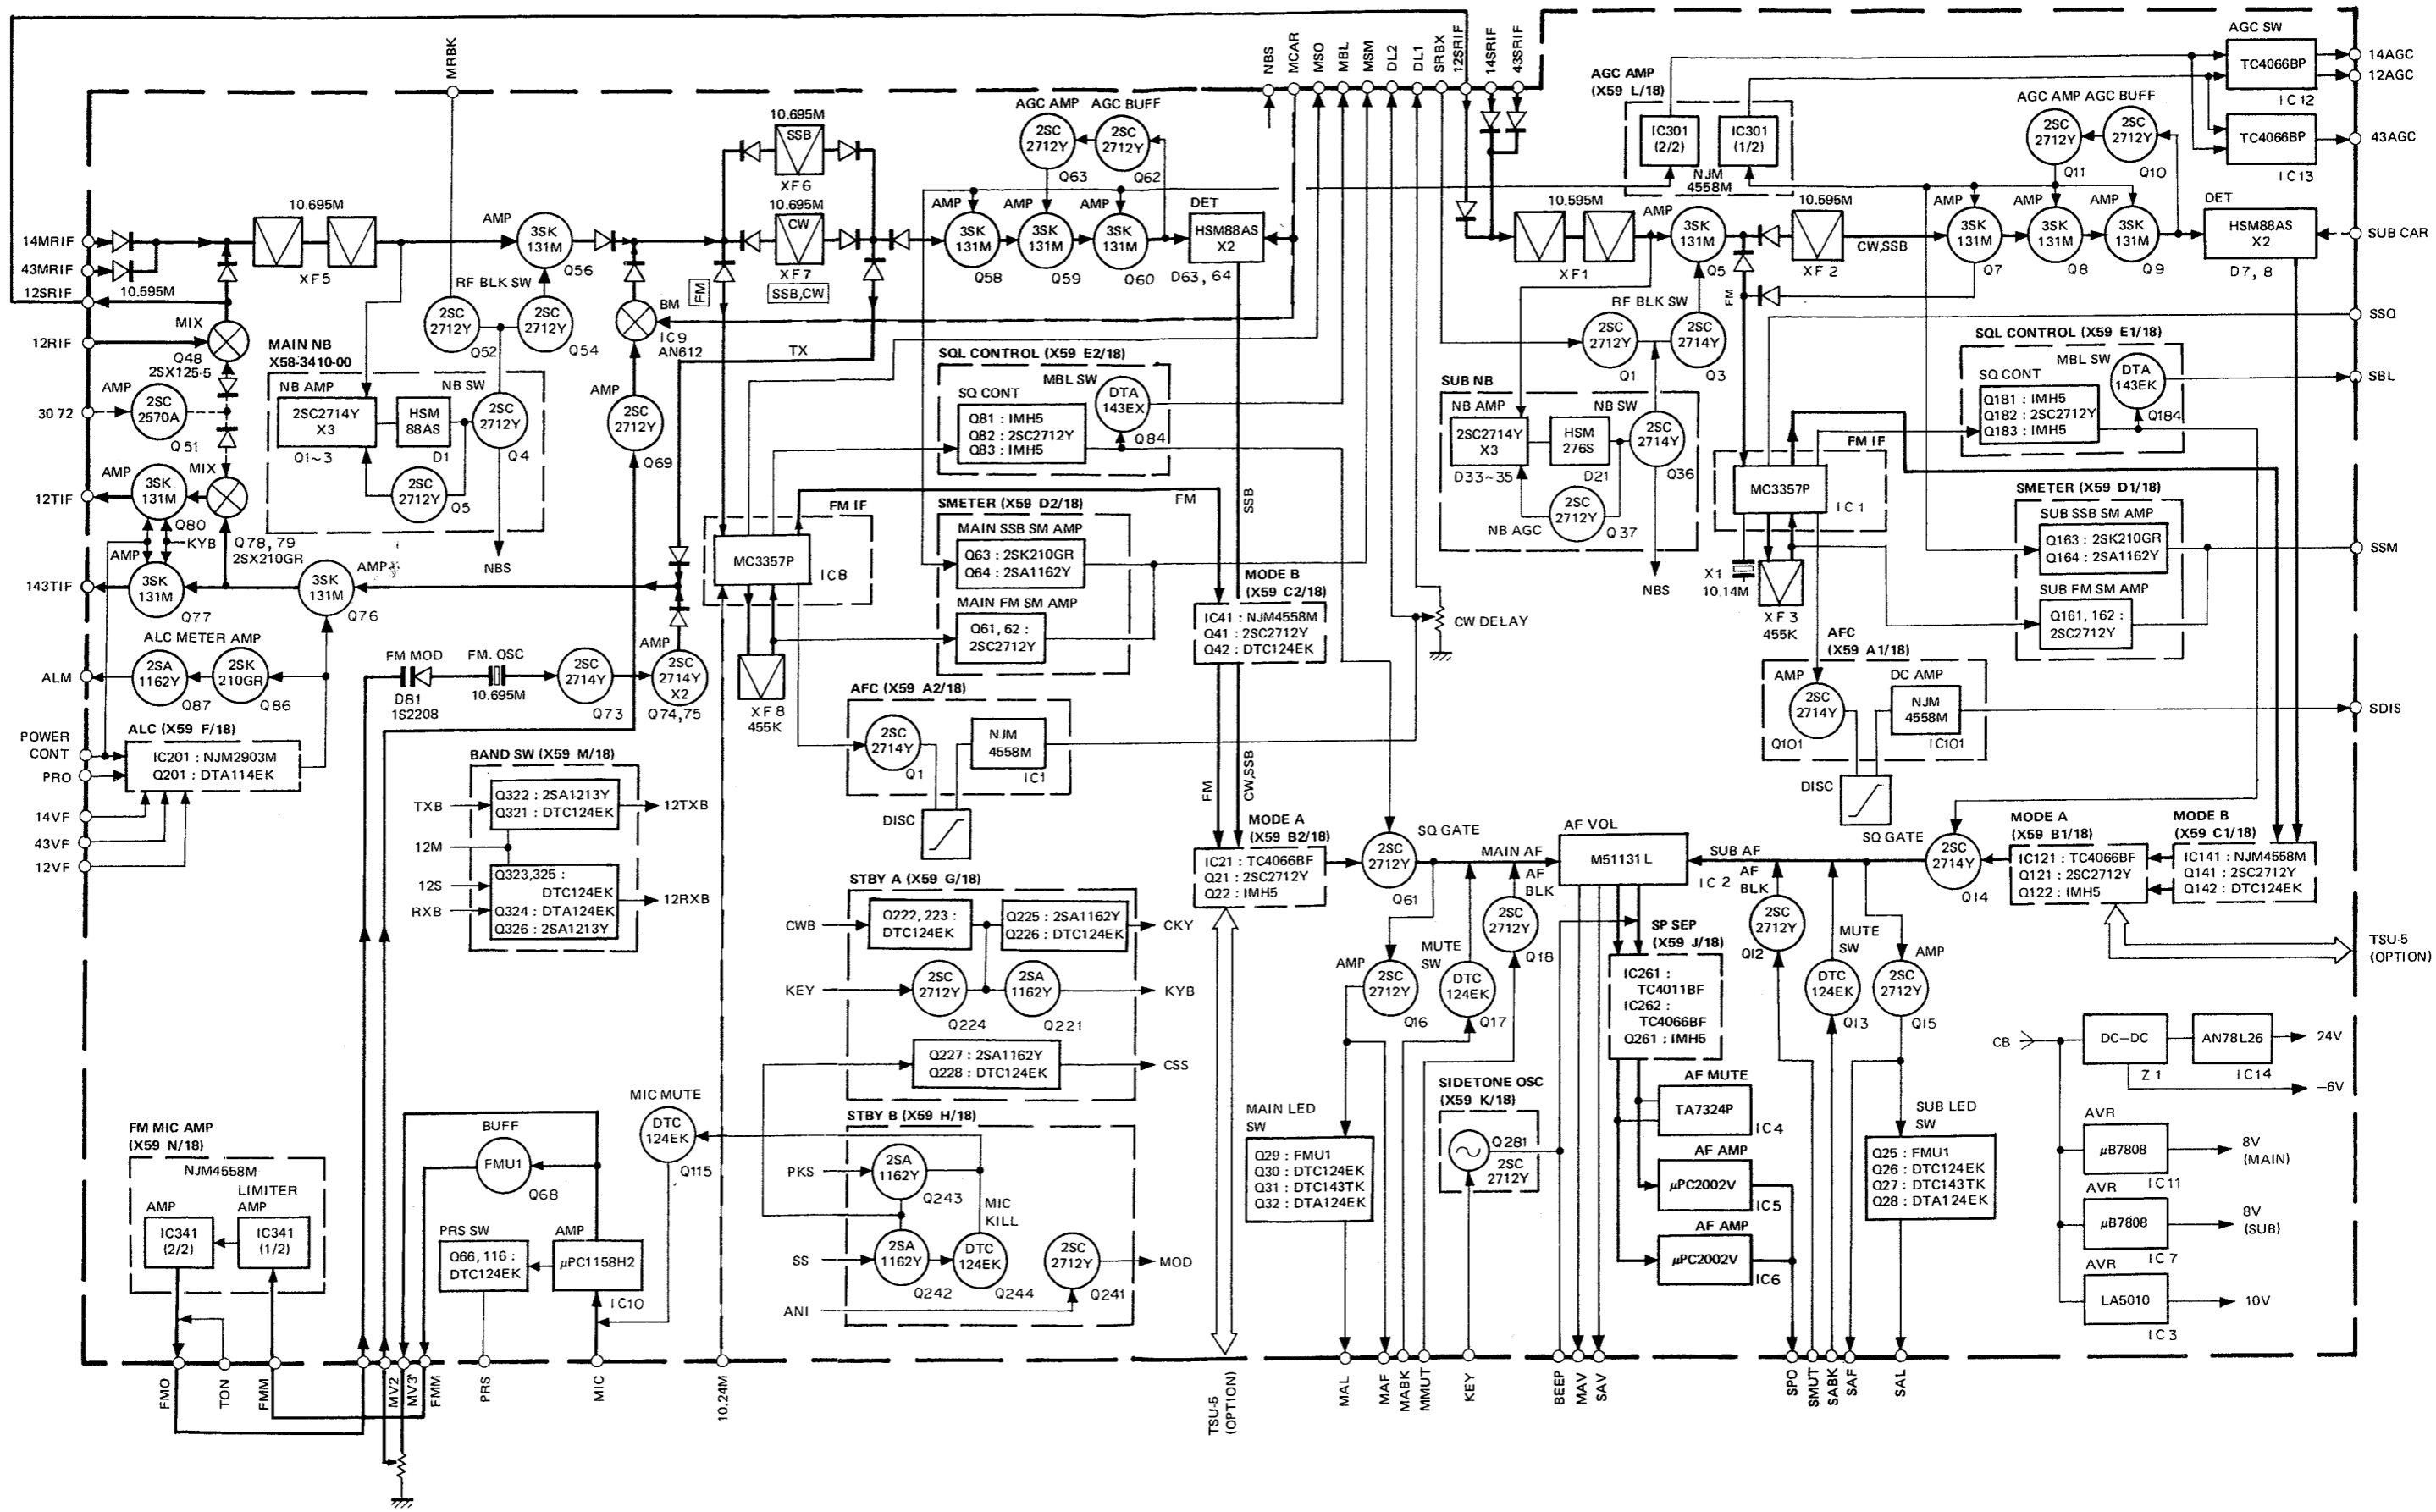 NBS
MCAR
MSO
MBL
MSM
DL2
DL1
SRBX
12SRIF
14SRIF
43SRIF
MRBK
AGC SW
TC4066BP
IC12
14AGC
12AGC
TC4066BP
IC13
43AGC
AGC AMP
(X59 L/18)
IC301
(2/2)
IC301
(1/2)
NJM
4558M
AGC AMP
AGC BUFF
2SC
2712Y
Q63
2SC
2712Y
Q62
AGC AMP
AGC BUFF
2SC
2712Y
Q11
2SC
2712Y
Q10
14MRIF
43MRIF
12SRIF
10.595M
10.695M
XF5
AMP
3SK
131M
Q56
RF BLK SW
2SC
2712Y
Q52
2SC
2712Y
Q54
10.695M
SSB
XF6
10.695M
CW
XF7
SSB,CW
FM
BM
IC9
AN612
TX
AMP
3SK
131M
Q58
AMP
3SK
131M
Q59
AMP
3SK
131M
Q60
DET
HSM88AS
X2
D63, 64
10.595M
XF1
AMP
3SK
131M
Q5
10.595M
XF2
CW,SSB
FM
AMP
3SK
131M
Q7
AMP
3SK
131M
Q8
AMP
3SK
131M
Q9
DET
HSM88AS
X2
D7, 8
SUB CAR
SSQ
SBL
RF BLK SW
2SC
2712Y
Q1
2SC
2714Y
Q3
12RIF
MIX
Q48
2SX125-5
30 72
AMP
2SC
2570A
Q51
12TIF
AMP
3SK
131M
Q80
KYB
MIX
Q78, 79
2SX210GR
143TIF
AMP
3SK
131M
Q77
AMP
3SK
131M
Q76
MAIN NB
X58-3410-00
NB AMP
2SC2714Y
X3
Q1~3
HSM
88AS
D1
NB SW
2SC
2712Y
Q4
2SC
2712Y
Q5
NBS
AMP
2SC
2712Y
Q69
SQL CONTROL (X59 E2/18)
SQ CONT
Q81 : IMH5
Q82 : 2SC2712Y
Q83 : IMH5
MBL SW
DTA
143EX
Q84
FM
SSB
FM IF
MC3357P
IC8
XF8
455K
SMETER (X59 D2/18)
MAIN SSB SM AMP
Q63 : 2SK210GR
Q64 : 2SA1162Y
MAIN FM SM AMP
Q61, 62 :
2SC2712Y
MODE B
(X59 C2/18)
IC41 : NJM4558M
Q41 : 2SC2712Y
Q42 : DTC124EK
CW DELAY
SUB NB
NB AMP
2SC2714Y
X3
D33~35
HSM
276S
D21
NB SW
2SC
2714Y
Q36
NB AGC
2SC
2712Y
Q37
NBS
SQL CONTROL (X59 E1/18)
SQ CONT
Q181 : IMH5
Q182 : 2SC2712Y
Q183 : IMH5
MBL SW
DTA
143EK
Q184
FM IF
MC3357P
IC1
X1
10.14M
XF3
455K
SMETER (X59 D1/18)
SUB SSB SM AMP
Q163 : 2SK210GR
Q164 : 2SA1162Y
SUB FM SM AMP
Q161, 162 :
2SC2712Y
SSM
ALM
ALC METER AMP
2SA
1162Y
Q87
2SK
210GR
Q86
FM MOD
D81
1S2208
FM. OSC
10.695M
2SC
2714Y
Q73
AMP
2SC
2714Y
X2
Q74,75
AFC (X59 A2/18)
2SC
2714Y
Q1
NJM
4558M
IC1
DISC
AFC
(X59 A1/18)
AMP
2SC
2714Y
Q101
DC AMP
NJM
4558M
IC101
DISC
SDIS
POWER
CONT
PRO
ALC (X59 F/18)
IC201 : NJM2903M
Q201 : DTA114EK
14VF
43VF
12VF
BAND SW (X59 M/18)
TXB
Q322 : 2SA1213Y
Q321 : DTC124EK
12TXB
12M
12S
RXB
Q323,325 :
DTC124EK
Q324 : DTA124EK
Q326 : 2SA1213Y
12RXB
FM
CW,SSB
MODE A
(X59 B2/18)
IC21 : TC4066BF
Q21 : 2SC2712Y
Q22 : IMH5
SQ GATE
2SC
2712Y
Q61
MAIN AF
AF VOL
M51131L
IC2
SUB AF
SQ GATE
2SC
2714Y
Q14
MODE A
(X59 B1/18)
IC121 : TC4066BF
Q121 : 2SC2712Y
Q122 : IMH5
MODE B
(X59 C1/18)
IC141 : NJM4558M
Q141 : 2SC2712Y
Q142 : DTC124EK
TSU-5
(OPTION)
STBY A (X59 G/18)
CWB
Q222, 223 :
DTC124EK
Q225 : 2SA1162Y
Q226 : DTC124EK
CKY
KEY
2SC
2712Y
Q224
2SA
1162Y
Q221
KYB
Q227 : 2SA1162Y
Q228 : DTC124EK
CSS
STBY B (X59 H/18)
PKS
2SA
1162Y
Q243
MIC
KILL
SS
2SA
1162Y
Q242
DTC
124EK
Q244
2SC
2712Y
Q241
MOD
ANI
AMP
2SC
2712Y
Q16
MUTE
SW
DTC
124EK
Q17
AF
BLK
2SC
2712Y
Q18
SP SEP
(X59 J/18)
IC261 :
TC4011BF
IC262 :
TC4066BF
Q261 : IMH5
AF
BLK
2SC
2712Y
Q12
MUTE
SW
DTC
124EK
Q13
AMP
2SC
2712Y
Q15
MAIN LED
SW
Q29 : FMU1
Q30 : DTC124EK
Q31 : DTC143TK
Q32 : DTA124EK
SIDETONE OSC
(X59 K/18)
Q281
2SC
2712Y
AF MUTE
TA7324P
IC4
AF AMP
μPC2002V
IC5
AF AMP
μPC2002V
IC6
SUB LED
SW
Q25 : FMU1
Q26 : DTC124EK
Q27 : DTC143TK
Q28 : DTA124EK
CB
DC-DC
Z1
AN78L26
IC14
24V
-6V
AVR
μB7808
IC11
8V
(MAIN)
AVR
μB7808
IC7
8V
(SUB)
AVR
LA5010
IC3
10V
FM MIC AMP
(X59 N/18)
NJM4558M
AMP
IC341
(2/2)
LIMITER
AMP
IC341
(1/2)
BUFF
FMU1
Q68
MIC MUTE
DTC
124EK
Q115
PRS SW
Q66, 116 :
DTC124EK
AMP
μPC1158H2
IC10
FMO
TON
FMM
MV2
MV3'
FMM
PRS
MIC
10.24M
TSU-5
(OPTION)
MAL
MAF
MABK
MMUT
KEY
BEEP
MAV
SAV
SPO
SMUT
SABK
SAF
SAL